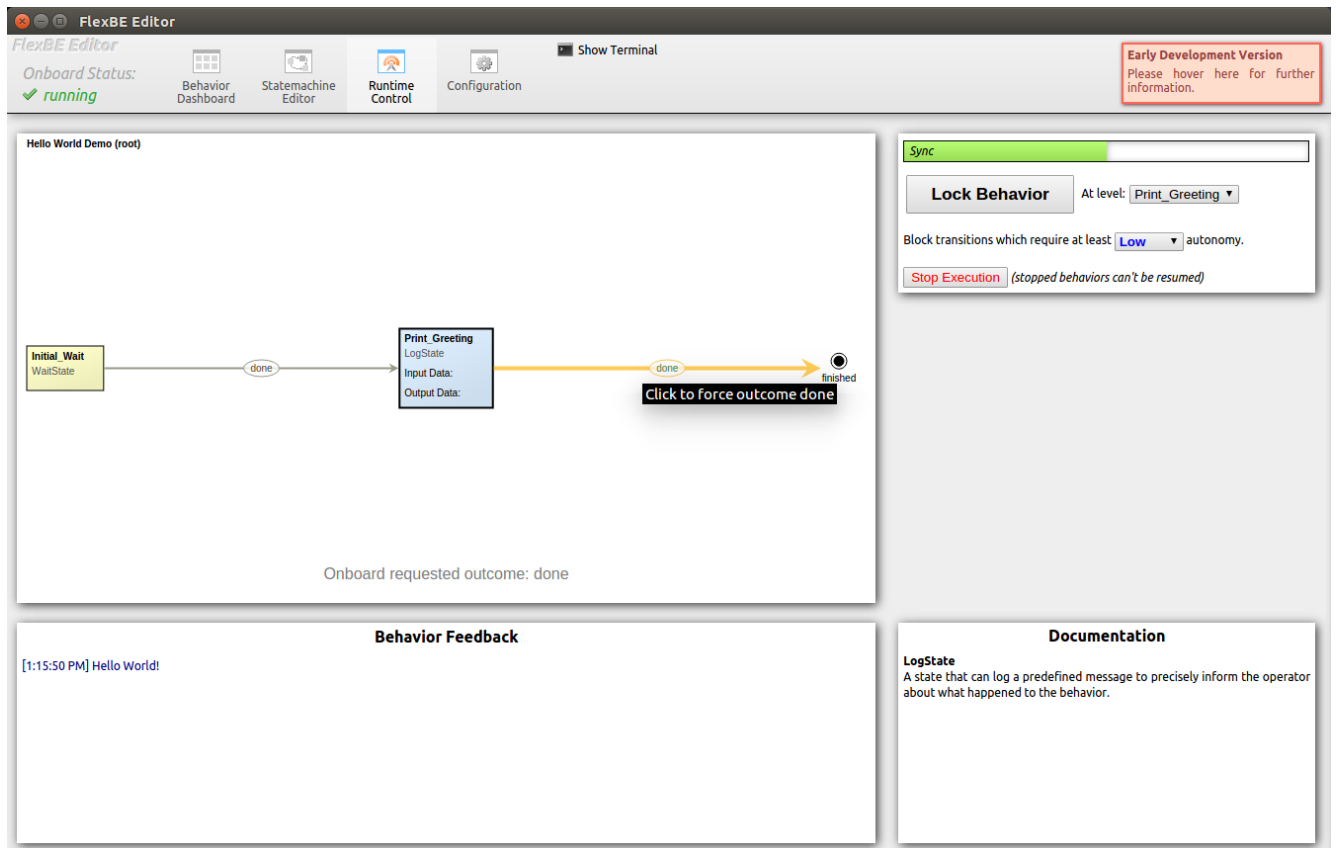 FlexBE Editor
FlexBE Editor
Onboard Status:
running
Behavior
Dashboard
Statemachine
Editor
Runtime
Control
Configuration
Show Terminal
Early Development Version
Please hover here for further
information.
Hello World Demo (root)
Initial_Wait
WaitState
done
Print_Greeting
LogState
Input Data:
Output Data:
done
finished
Click to force outcome done
Onboard requested outcome: done
Sync
Lock Behavior At level: Print_Greeting
Block transitions which require at least Low autonomy.
Stop Execution (stopped behaviors can't be resumed)
Behavior Feedback
[1:15:50 PM] Hello World!
Documentation
LogState
A state that can log a predefined message to precisely inform the operator
about what happened to the behavior.